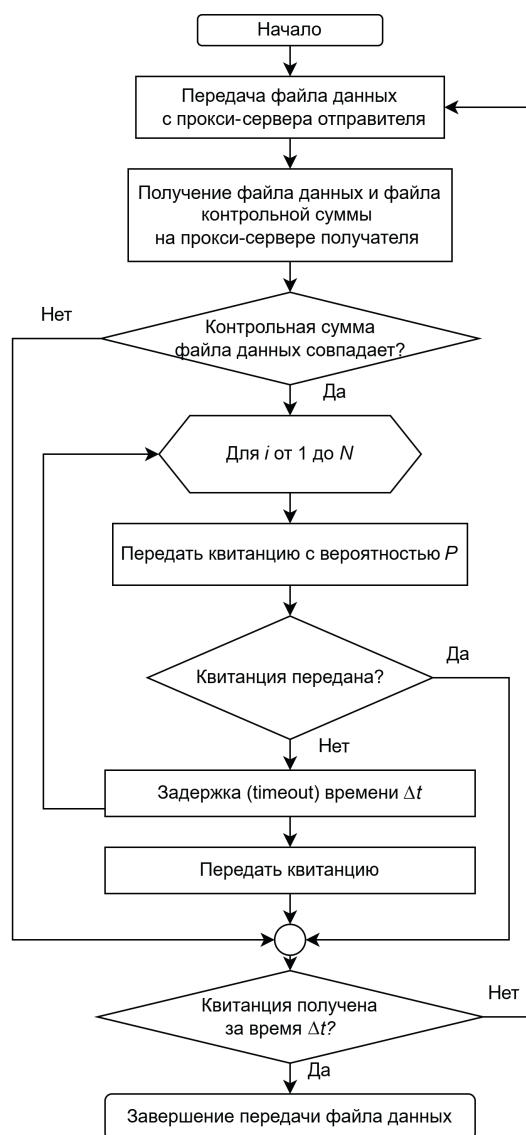 Начало
Передача файла данных
с прокси-сервера отправителя
Получение файла данных и файла
контрольной суммы
на прокси-сервере получателя
Нет
Контрольная сумма
файла данных совпадает?
Да
Для i от 1 до N
Передать квитанцию с вероятностью P
Да
Квитанция передана?
Нет
Задержка (timeout) времени Δt
Передать квитанцию
Нет
Квитанция получена
за время Δt?
Да
Завершение передачи файла данных